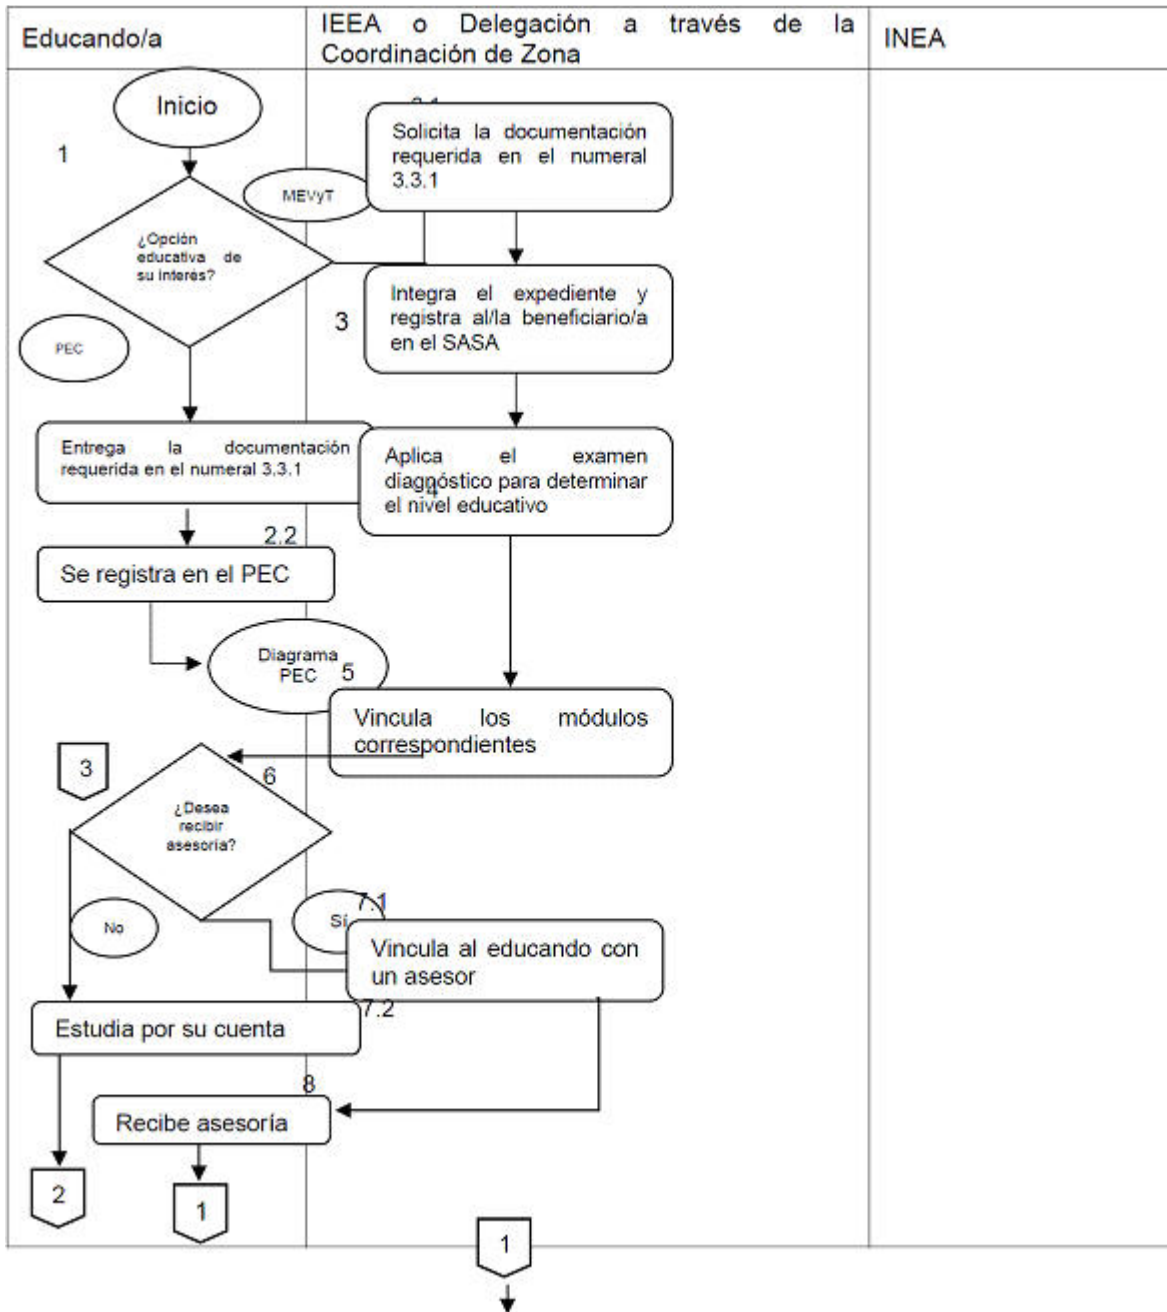 Educando/a
IEEA o Delegación a través de la
Coordinación de Zona
INEA
Inicio
1
MEVyT
Solicita la documentación
requerida en el numeral
3.3.1
¿Opción
educativa de
su interés?
PEC
3
Integra el expediente y
registra al/la beneficiario/a
en el SASA
Entrega la documentación
requerida en el numeral 3.3.1
Aplica el examen
diagnóstico para determinar
el nivel educativo
4
2.2
Se registra en el PEC
Diagrama
PEC
5
Vincula los módulos
correspondientes
3
6
¿Desea
recibir
asesoría?
No
Sí
7.1
Vincula al educando con
un asesor
7.2
Estudia por su cuenta
8
Recibe asesoría
2
1
1